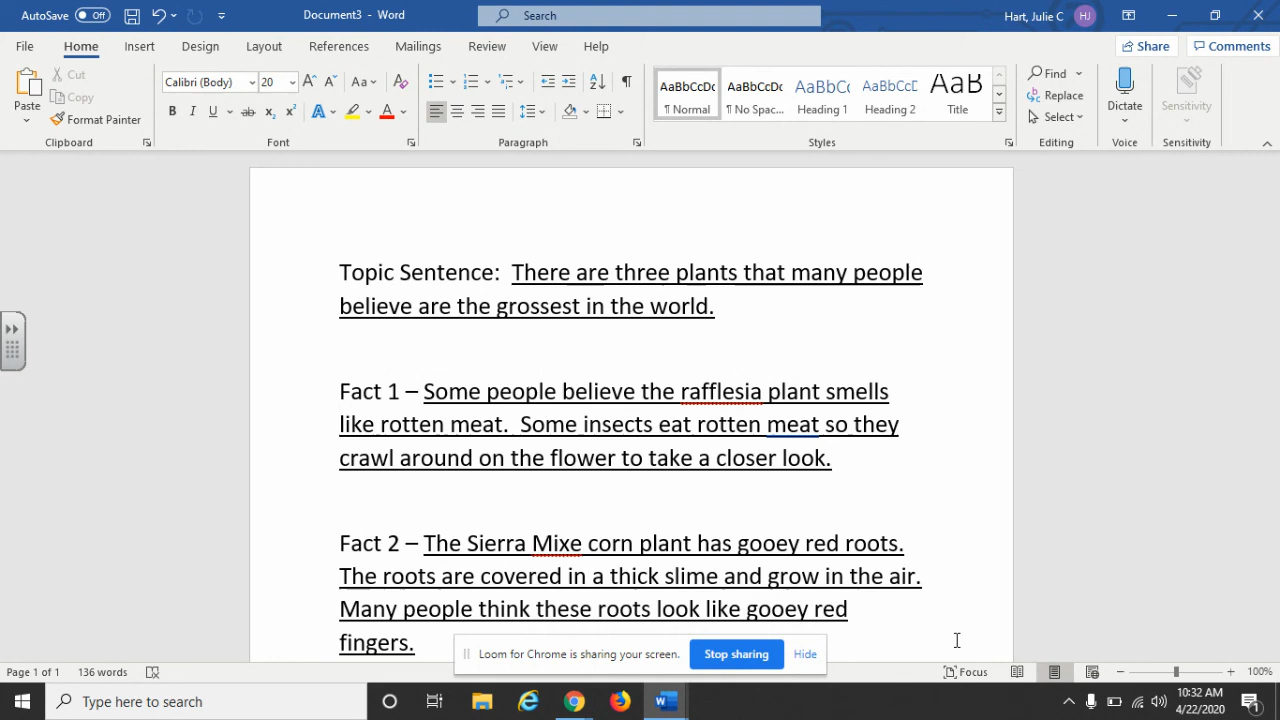 AutoSave Off Document3 - Word Search Hart, Julie C HJ
File Home Insert Design Layout References Mailings Review View Help Share Comments
Paste Cut Copy Format Painter
Calibri (Body) 20
Aa
B I U ab x₂ x² A A
AaBbCcDc ¶ Normal
AaBbCcDc ¶ No Spac...
AaBbCc Heading 1
AaBbCcD Heading 2
AaB Title
Find
Replace
Select
Dictate
Sensitivity
Clipboard Font Paragraph Styles Editing Voice Sensitivity
Topic Sentence: There are three plants that many people
believe are the grossest in the world.
Fact 1 – Some people believe the rafflesia plant smells
like rotten meat. Some insects eat rotten meat so they
crawl around on the flower to take a closer look.
Fact 2 – The Sierra Mixe corn plant has gooey red roots.
The roots are covered in a thick slime and grow in the air.
Many people think these roots look like gooey red
fingers.
Loom for Chrome is sharing your screen. Stop sharing Hide
Page 1 of 1 136 words Focus 100%
Type here to search 10:32 AM
4/22/2020 1